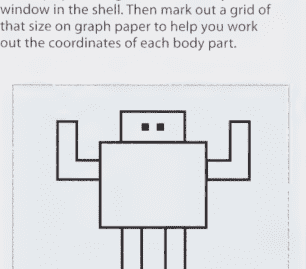 window in the shell. Then mark out a grid of
that size on graph paper to help you work
out the coordinates of each body part.